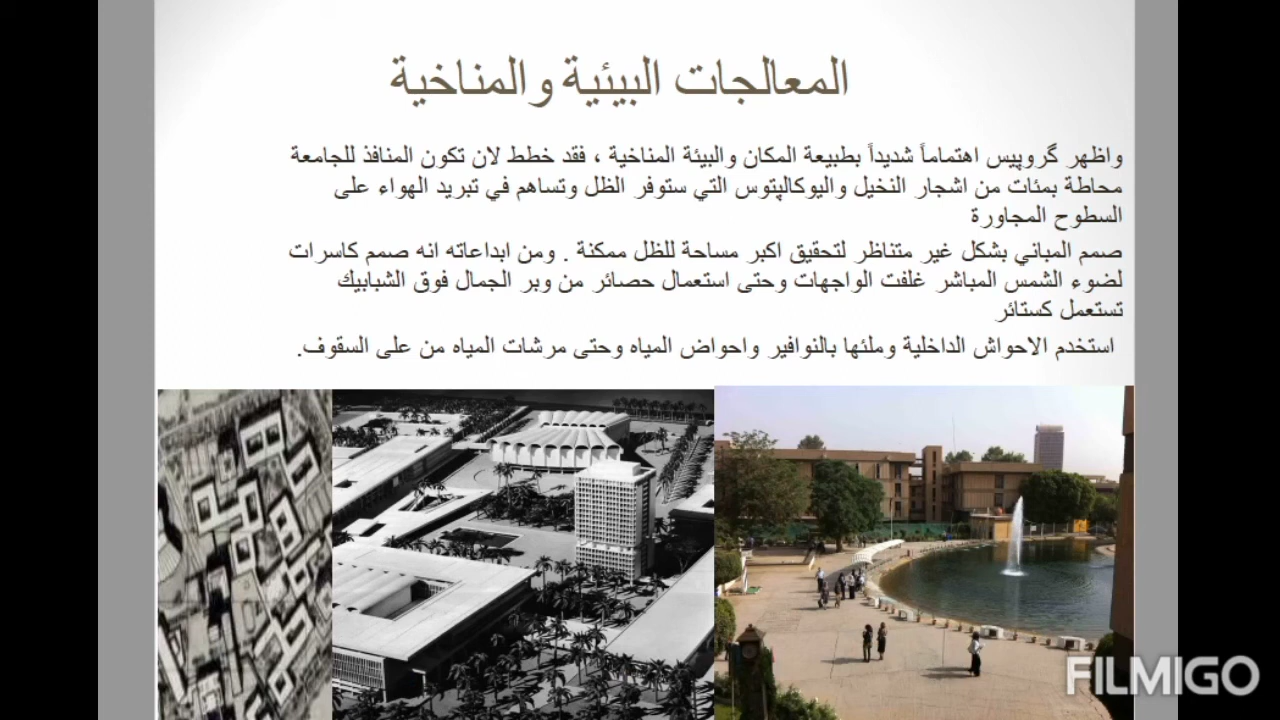 المعالجات البيئية والمناخية
واظهر گروپيس اهتماماً شديداً بطبيعة المكان والبيئة المناخية ، فقد خطط لان تكون المنافذ للجامعة
محاطة بمئات من اشجار النخيل واليوكالپتوس التي ستوفر الظل وتساهم في تبريد الهواء على
السطوح المجاورة
صمم المباني بشكل غير متناظر لتحقيق اكبر مساحة للظل ممكنة . ومن ابداعاته انه صمم كاسرات
لضوء الشمس المباشر غلفت الواجهات وحتى استعمال حصائر من وبر الجمال فوق الشبابيك
تستعمل كستائر
استخدم الاحواش الداخلية وملئها بالنوافير واحواض المياه وحتى مرشات المياه من على السقوف.
FILMIGO